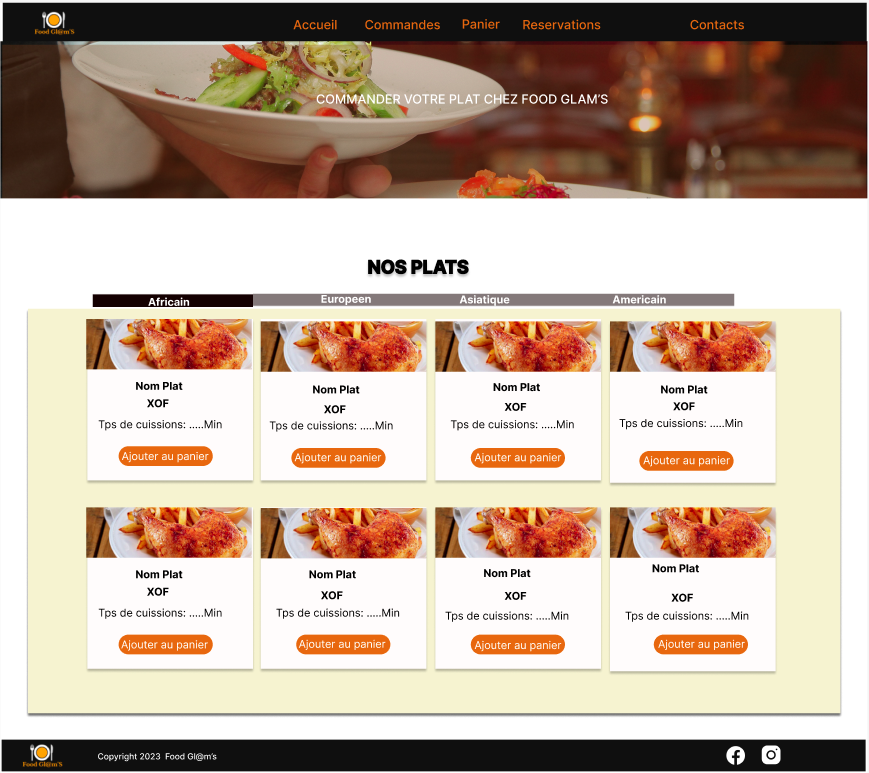 Food Gl@m'S
Accueil Commandes Panier Reservations Contacts
COMMANDER VOTRE PLAT CHEZ FOOD GLAM'S
NOS PLATS
Africain Europeen Asiatique Americain
Nom Plat Nom Plat Nom Plat Nom Plat
XOF XOF XOF XOF
Tps de cuissions: .....Min Tps de cuissions: .....Min Tps de cuissions: .....Min Tps de cuissions: .....Min
Ajouter au panier Ajouter au panier Ajouter au panier Ajouter au panier
Nom Plat Nom Plat Nom Plat Nom Plat
XOF XOF XOF XOF
Tps de cuissions: .....Min Tps de cuissions: .....Min Tps de cuissions: .....Min Tps de cuissions: .....Min
Ajouter au panier Ajouter au panier Ajouter au panier Ajouter au panier
Food Gl@m'S Copyright 2023 Food Gl@m's